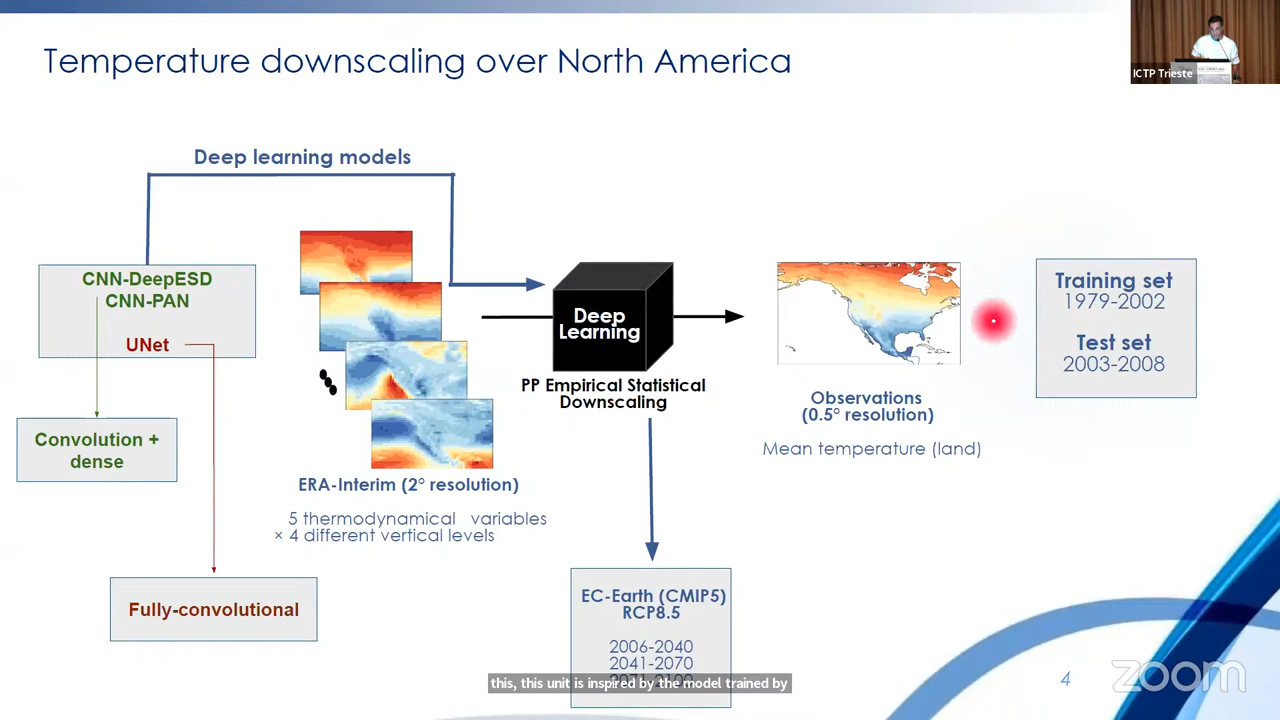 Temperature downscaling over North America
ICTP Trieste
Deep learning models
CNN-DeepESD
CNN-PAN
UNet
Convolution +
dense
Fully-convolutional
ERA-Interim (2° resolution)
5 thermodynamical variables
× 4 different vertical levels
Deep
Learning
PP Empirical Statistical
Downscaling
EC-Earth (CMIP5)
RCP8.5
2006-2040
2041-2070
this, this unit is inspired by the model trained by
Observations
(0.5° resolution)
Mean temperature (land)
Training set
1979-2002
Test set
2003-2008
4
zoom